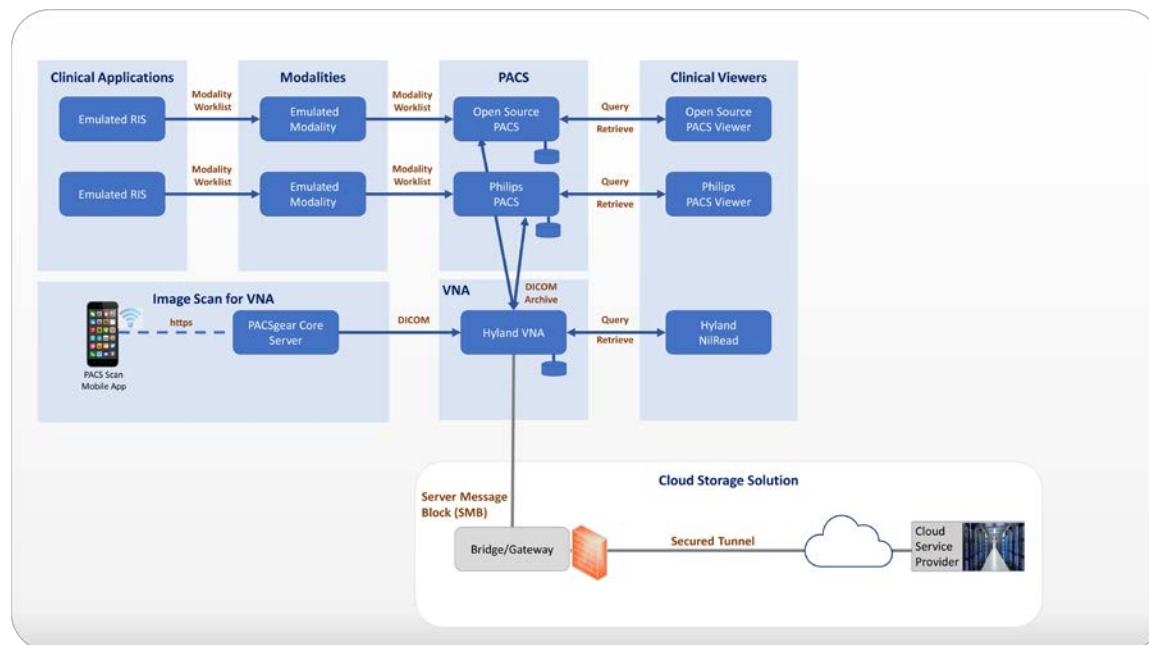 Clinical Applications
Modalities
PACS
Clinical Viewers
Emulated RIS
Modality
Worklist
Emulated
Modality
Modality
Worklist
Open Source
PACS
Query
Retrieve
Open Source
PACS Viewer
Emulated RIS
Modality
Worklist
Emulated
Modality
Modality
Worklist
Philips
PACS
Query
Retrieve
Philips
PACS Viewer
Image Scan for VNA
VNA
DICOM
Archive
https
PACSgear Core
Server
DICOM
Hyland VNA
Query
Retrieve
Hyland
NilRead
PACS Scan
Mobile App
Cloud Storage Solution
Server Message
Block (SMB)
Bridge/Gateway
Secured Tunnel
Cloud
Service
Provider